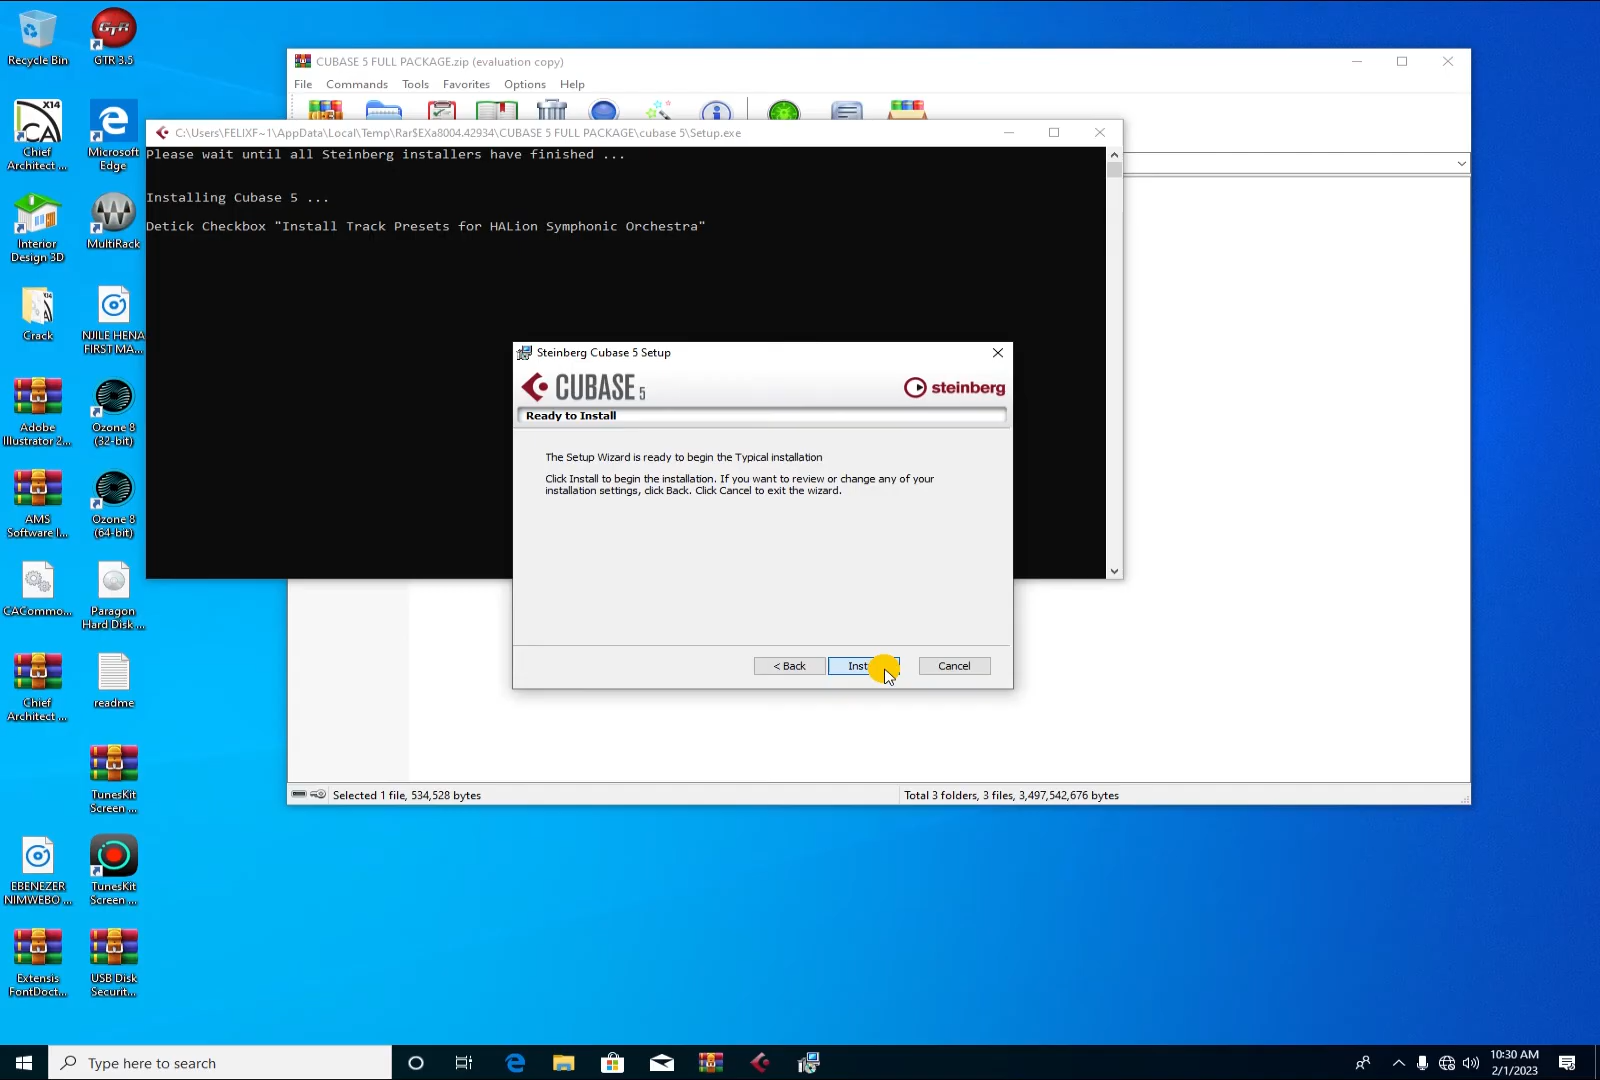 Recycle Bin
GTR 3.5
Chief
Architect ...
Microsoft
Edge
Interior
Design 3D
MultiRack
Crack
NJILE HENA
FIRST MA...
Adobe
Illustrator 2...
Ozone 8
(32-bit)
AMS
Software I...
Ozone 8
(64-bit)
CACommo...
Paragon
Hard Disk ...
Chief
Architect ...
readme
TunesKit
Screen ...
EBENEZER
NIMWEBO ...
TunesKit
Screen ...
Extensis
FontDoct...
USB Disk
Securit...
X14
CA
GTR
CUBASE 5 FULL PACKAGE.zip (evaluation copy)
File Commands Tools Favorites Options Help
C:\Users\FELIXF~1\AppData\Local\Temp\Rar$EXa8004.42934\CUBASE 5 FULL PACKAGE\cubase 5\Setup.exe
Please wait until all Steinberg installers have finished ...
Installing Cubase 5 ...
Detick Checkbox "Install Track Presets for HALion Symphonic Orchestra"
Steinberg Cubase 5 Setup
CUBASE 5
steinberg
Ready to Install
The Setup Wizard is ready to begin the Typical installation
Click Install to begin the installation. If you want to review or change any of your
installation settings, click Back. Click Cancel to exit the wizard.
< Back Inst Cancel
Selected 1 file, 534,528 bytes
Total 3 folders, 3 files, 3,497,542,676 bytes
Type here to search
10:30 AM
2/1/2023